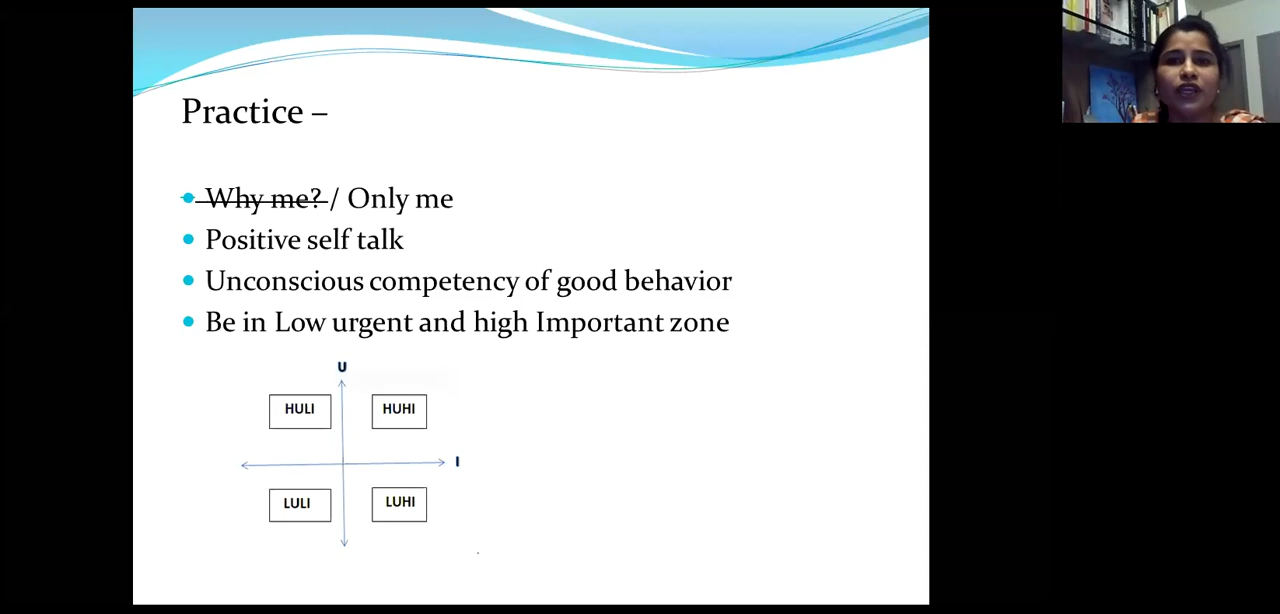 Practice –
Why me? / Only me
Positive self talk
Unconscious competency of good behavior
Be in Low urgent and high Important zone
U
HULI HUHI
I
LULI LUHI